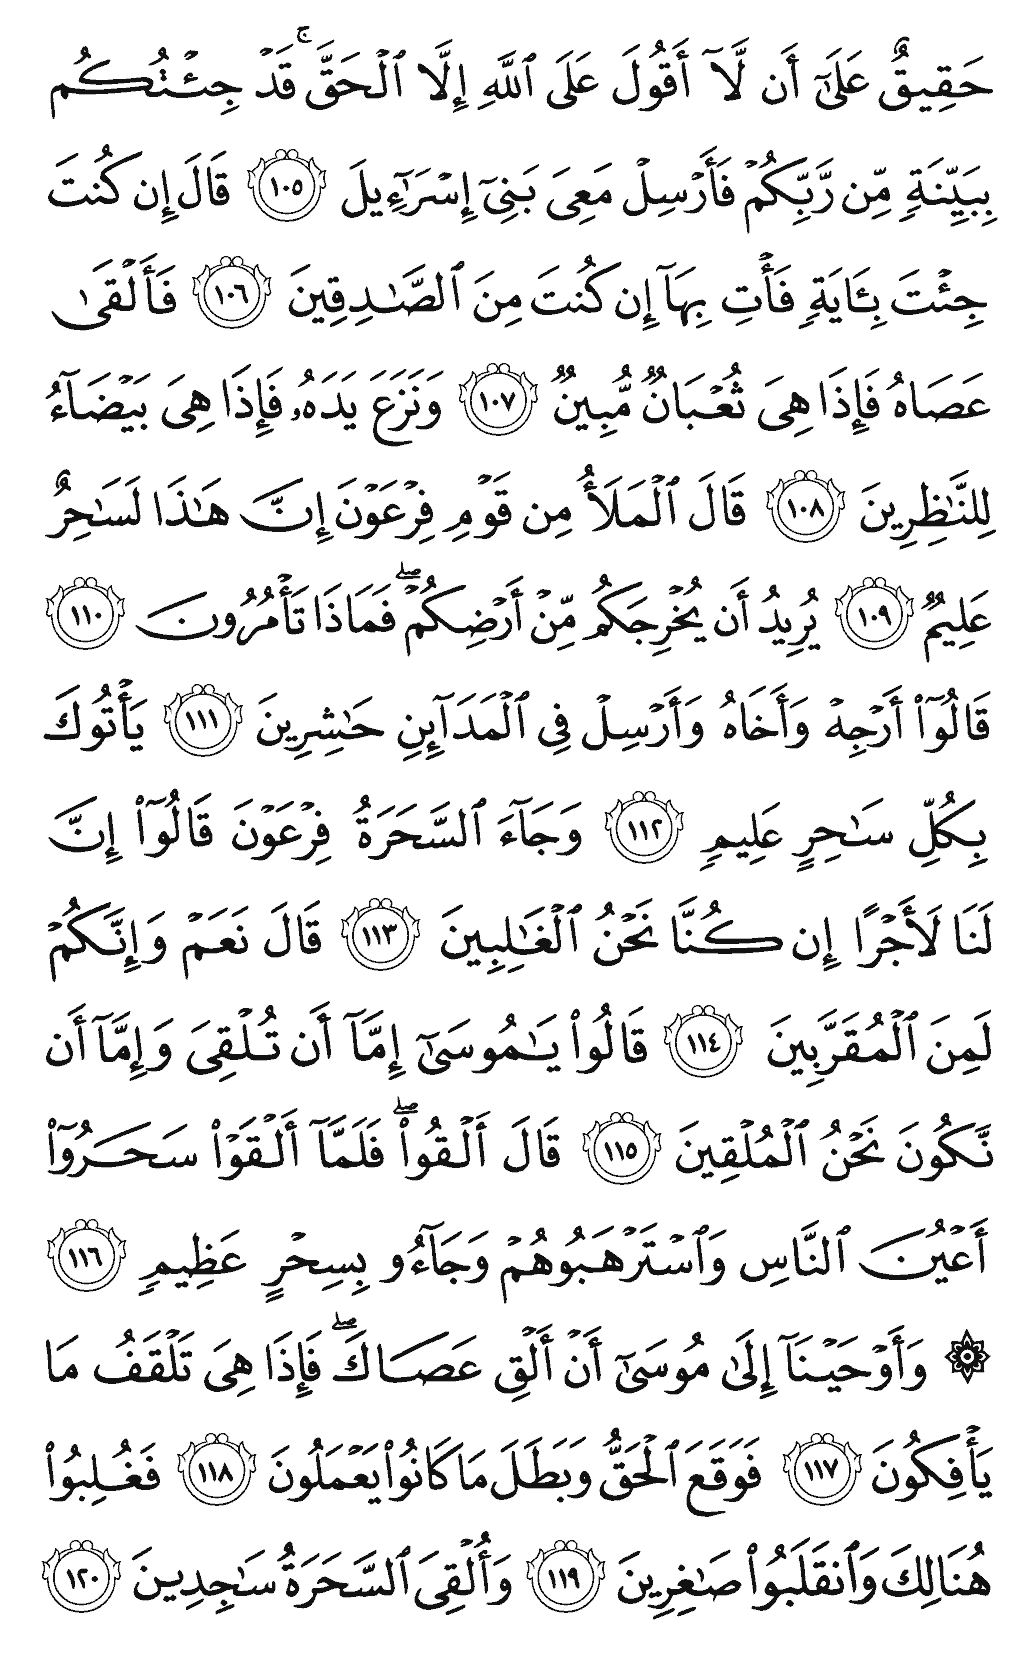 حَقِيقٌ عَلَىٰٓ أَن لَّآ أَقُولَ عَلَى ٱللَّهِ إِلَّا ٱلْحَقَّ ۚ قَدْ جِئْتُكُم
بِبَيِّنَةٍ مِّن رَّبِّكُمْ فَأَرْسِلْ مَعِىَ بَنِىٓ إِسْرَٰٓءِيلَ ١٠٥ قَالَ إِن كُنتَ
جِئْتَ بِـَٔايَةٍ فَأْتِ بِهَآ إِن كُنتَ مِنَ ٱلصَّٰدِقِينَ ١٠٦ فَأَلْقَىٰ
عَصَاهُ فَإِذَا هِىَ ثُعْبَانٌ مُّبِينٌ ١٠٧ وَنَزَعَ يَدَهُۥ فَإِذَا هِىَ بَيْضَآءُ
لِلنَّٰظِرِينَ ١٠٨ قَالَ ٱلْمَلَأُ مِن قَوْمِ فِرْعَوْنَ إِنَّ هَٰذَا لَسَٰحِرٌ
عَلِيمٌ ١٠٩ يُرِيدُ أَن يُخْرِجَكُم مِّنْ أَرْضِكُمْ ۖ فَمَاذَا تَأْمُرُونَ ١١٠
قَالُوٓا۟ أَرْجِهْ وَأَخَاهُ وَأَرْسِلْ فِى ٱلْمَدَآئِنِ حَٰشِرِينَ ١١١ يَأْتُوكَ
بِكُلِّ سَٰحِرٍ عَلِيمٍ ١١٢ وَجَآءَ ٱلسَّحَرَةُ فِرْعَوْنَ قَالُوٓا۟ إِنَّ
لَنَا لَأَجْرًا إِن كُنَّا نَحْنُ ٱلْغَٰلِبِينَ ١١٣ قَالَ نَعَمْ وَإِنَّكُمْ
لَمِنَ ٱلْمُقَرَّبِينَ ١١٤ قَالُوا۟ يَٰمُوسَىٰٓ إِمَّآ أَن تُلْقِىَ وَإِمَّآ أَن
نَّكُونَ نَحْنُ ٱلْمُلْقِينَ ١١٥ قَالَ أَلْقُوا۟ ۖ فَلَمَّآ أَلْقَوْا۟ سَحَرُوٓا۟
أَعْيُنَ ٱلنَّاسِ وَٱسْتَرْهَبُوهُمْ وَجَآءُو بِسِحْرٍ عَظِيمٍ ١١٦
۞ وَأَوْحَيْنَآ إِلَىٰ مُوسَىٰٓ أَنْ أَلْقِ عَصَاكَ ۖ فَإِذَا هِىَ تَلْقَفُ مَا
يَأْفِكُونَ ١١٧ فَوَقَعَ ٱلْحَقُّ وَبَطَلَ مَا كَانُوا۟ يَعْمَلُونَ ١١٨ فَغُلِبُوا۟
هُنَالِكَ وَٱنقَلَبُوا۟ صَٰغِرِينَ ١١٩ وَأُلْقِىَ ٱلسَّحَرَةُ سَٰجِدِينَ ١٢٠